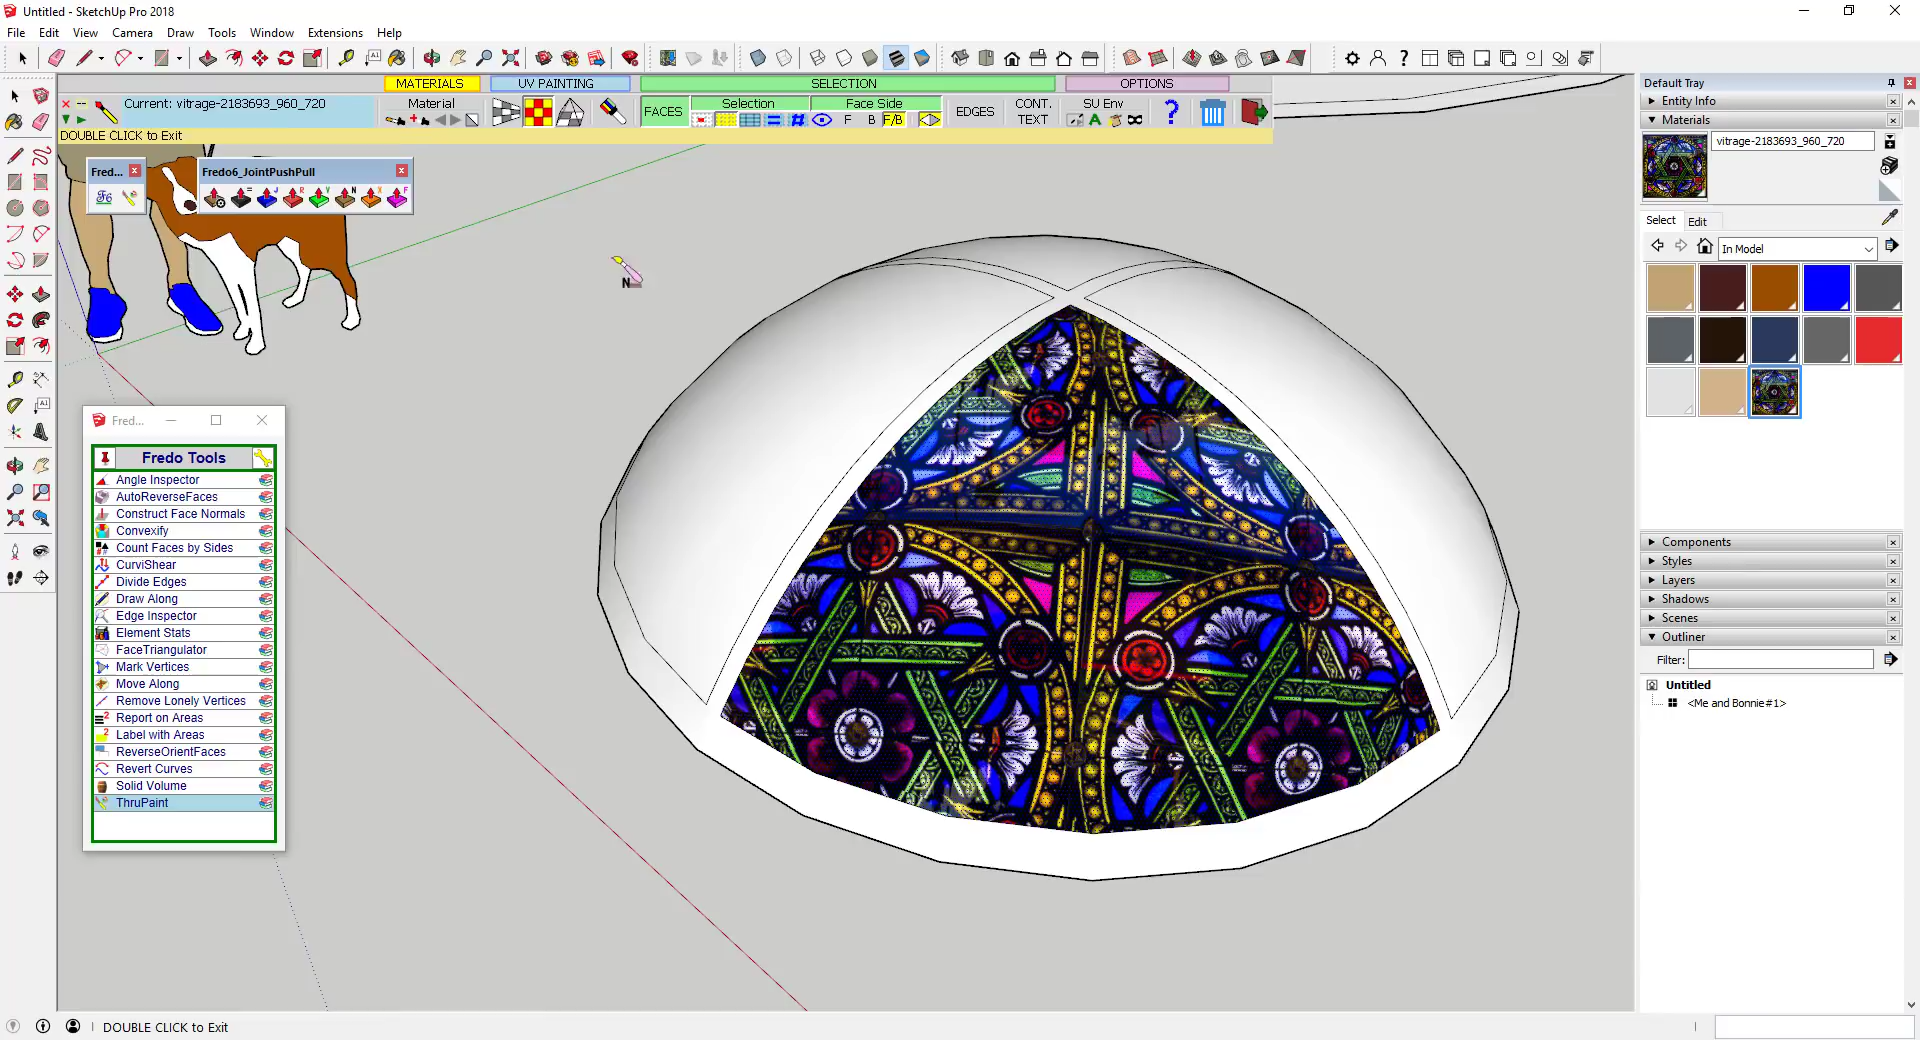 Untitled - SketchUp Pro 2018
File Edit View Camera Draw Tools Window Extensions Help
MATERIALS UV PAINTING SELECTION OPTIONS
Current: vitrage-2183693_960_720
Material
FACES
Selection
Face Side
F B F/B
EDGES
CONT.
TEXT
SU Env
DOUBLE CLICK to Exit
Fred...
Fredo6_JointPushPull
Fred...
Fredo Tools
Angle Inspector
AutoReverseFaces
Construct Face Normals
Convexify
Count Faces by Sides
CurviShear
Divide Edges
Draw Along
Edge Inspector
Element Stats
FaceTriangulator
Mark Vertices
Move Along
Remove Lonely Vertices
Report on Areas
Label with Areas
ReverseOrientFaces
Revert Curves
Solid Volume
ThruPaint
N
Default Tray
Entity Info
Materials
vitrage-2183693_960_720
Select Edit
In Model
Components
Styles
Layers
Shadows
Scenes
Outliner
Filter:
Untitled
<Me and Bonnie#1>
DOUBLE CLICK to Exit